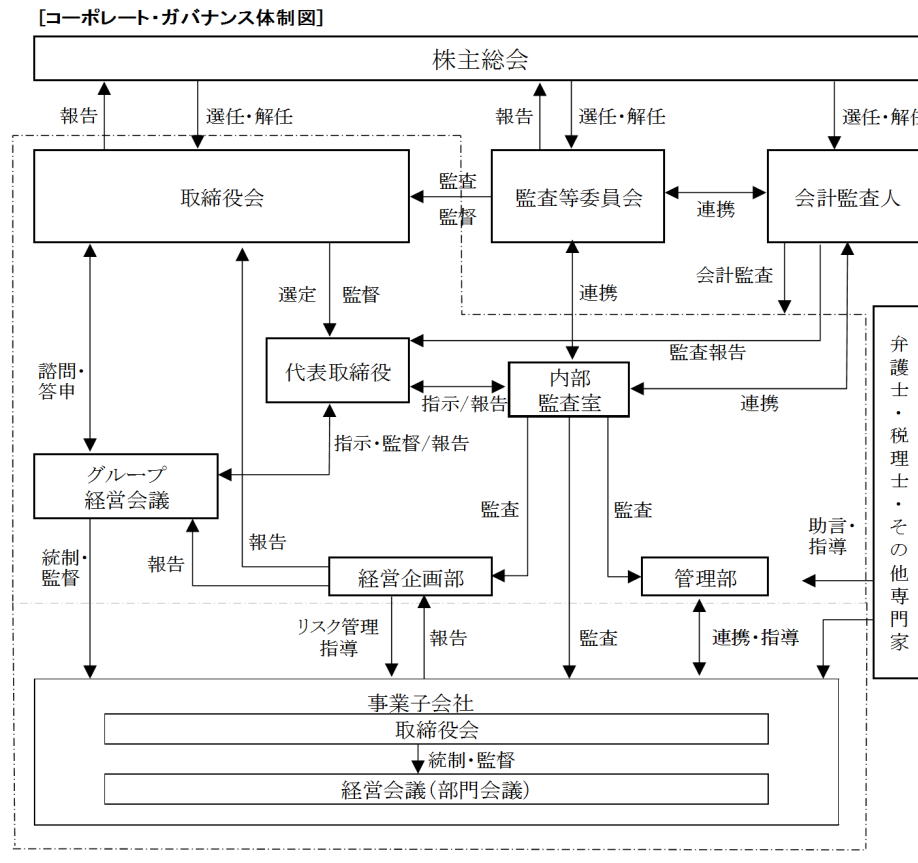 [コーポレート・ガバナンス体制図]
株主総会
報告
選任・解任
報告
選任・解任
選任・解任
取締役会
監査
監督
監査等委員会
連携
会計監査人
選定
監督
連携
会計監査
監査報告
諮問・
答申
代表取締役
指示/報告
内部
監査室
連携
指示・監督/報告
グループ
経営会議
監査
監査
弁護士・税理士・その他専門家
助言・
指導
統制・
監督
報告
報告
経営企画部
管理部
リスク管理
指導
報告
監査
連携・指導
事業子会社
取締役会
統制・監督
経営会議(部門会議)